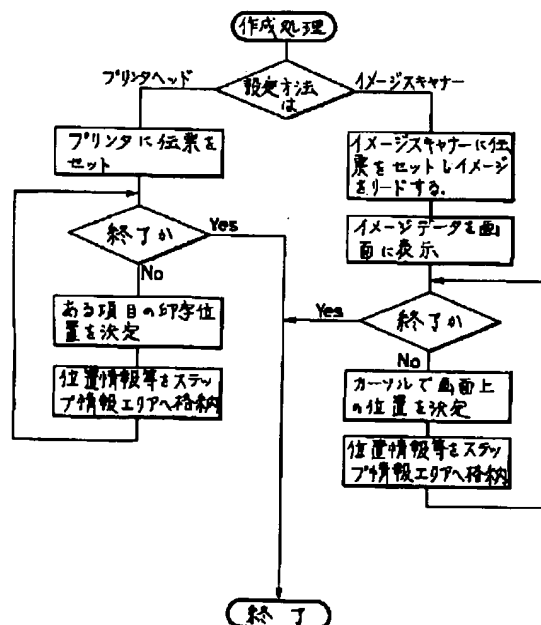 作成処理
プリンタヘッド
設定方法
は
イメージスキャナー
プリンタに伝票を
セット
終了か
Yes
No
ある項目の印字位
置を決定
位置情報等をステッ
プ情報エリアへ格納
イメージスキャナーに伝
票をセットしイメージ
をリードする.
イメージデータを画
面に表示
終了か
Yes
No
カーソルで画面上
の位置を決定
位置情報等をステッ
プ情報エリアへ格納
終了